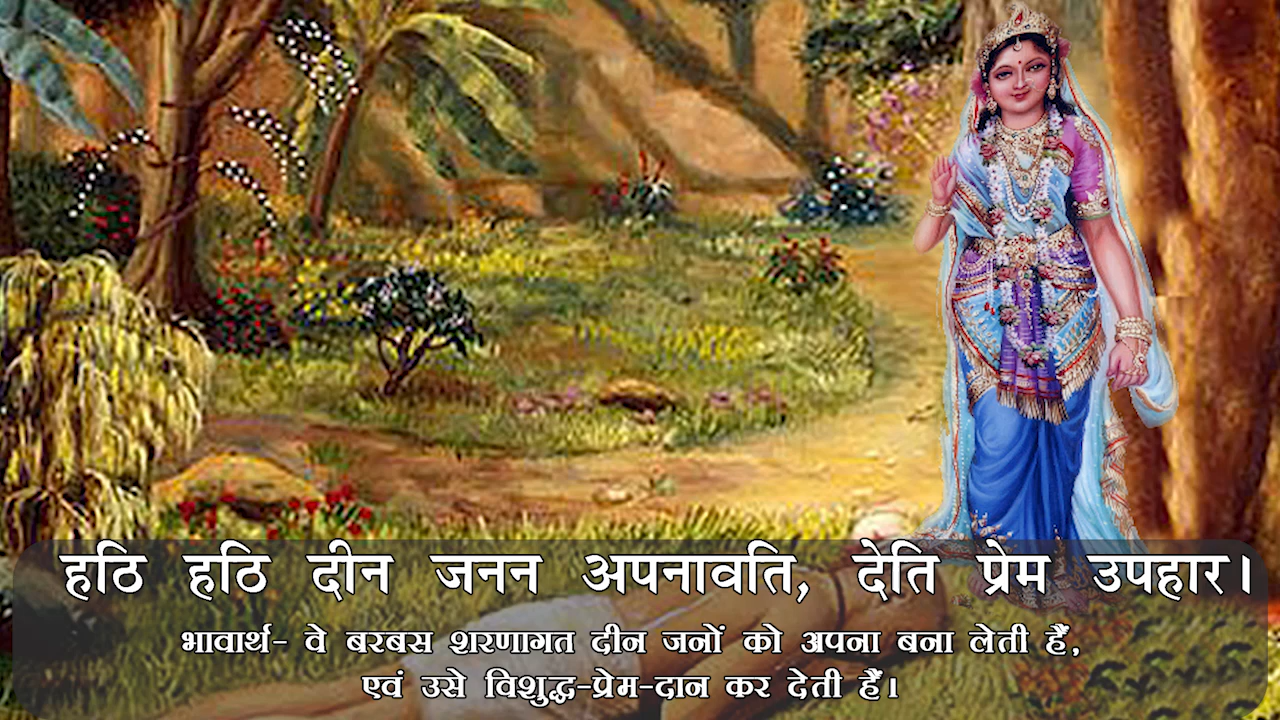 हठि हठि दीन जनन अपनावति, देति प्रेम उपहार।
भावार्थ- वे बरबस शरणागत दीन जनों को अपना बना लेती हैं,
एवं उसे विशुद्ध-प्रेम-दान कर देती हैं।